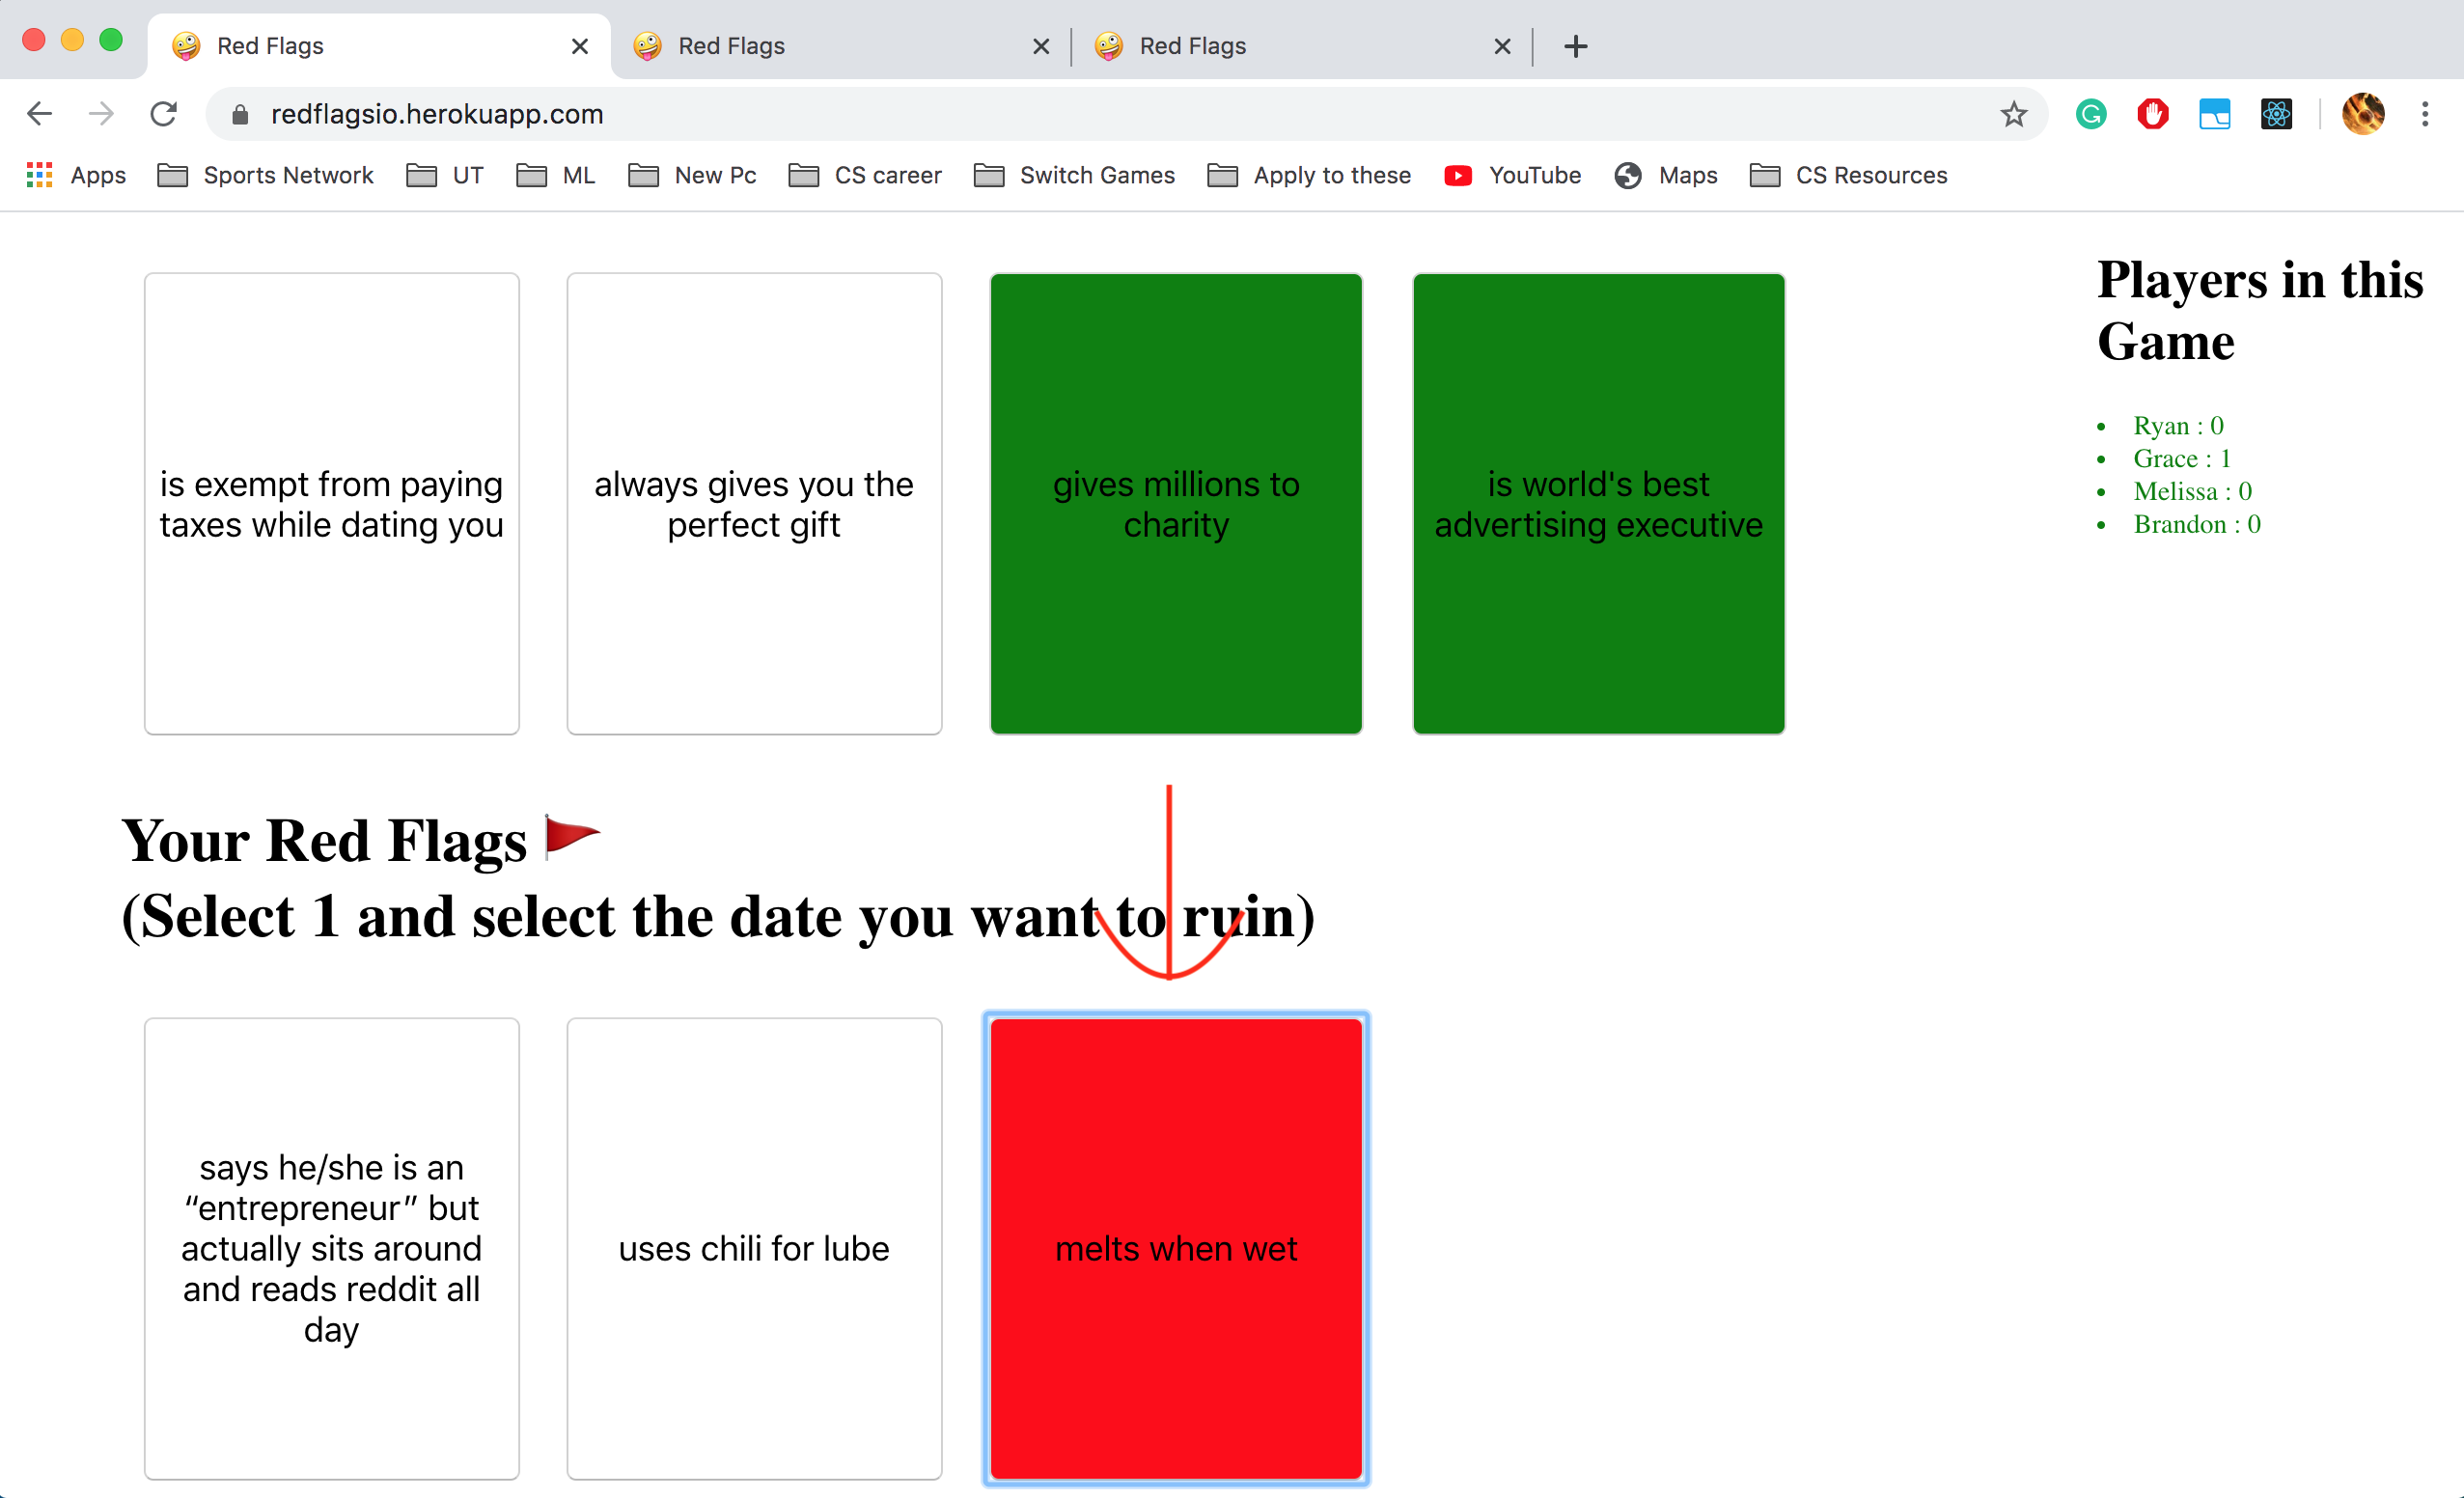 Red Flags
Red Flags
Red Flags
redflagsio.herokuapp.com
Apps
Sports Network
UT
ML
New Pc
CS career
Switch Games
Apply to these
YouTube
Maps
CS Resources
is exempt from paying
taxes while dating you
always gives you the
perfect gift
gives millions to
charity
is world's best
advertising executive
Players in this
Game
Ryan : 0
Grace : 1
Melissa : 0
Brandon : 0
Your Red Flags 🚩
(Select 1 and select the date you want to ruin)
says he/she is an
“entrepreneur” but
actually sits around
and reads reddit all
day
uses chili for lube
melts when wet